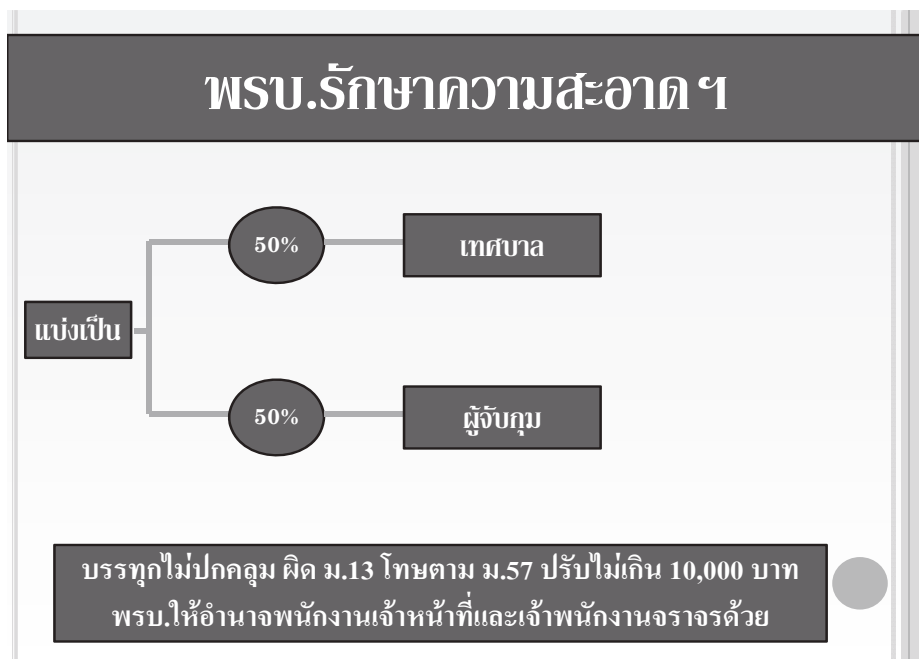 พรบ.รักษาความสะอาดฯ
50%
เทศบาล
แบ่งเป็น
50%
ผู้จับกุม
บรรทุกไม่ปกคลุม ผิด ม.13 โทษตาม ม.57 ปรับไม่เกิน 10,000 บาท
พรบ.ให้อำนาจพนักงานเจ้าหน้าที่และเจ้าพนักงานจราจรด้วย